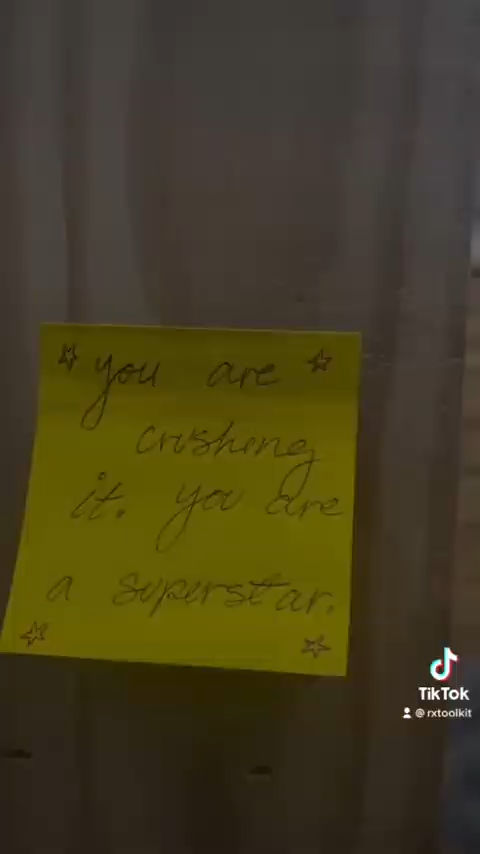 you are
crushing
it. you are
a superstar.
TikTok
@rxtoolkit